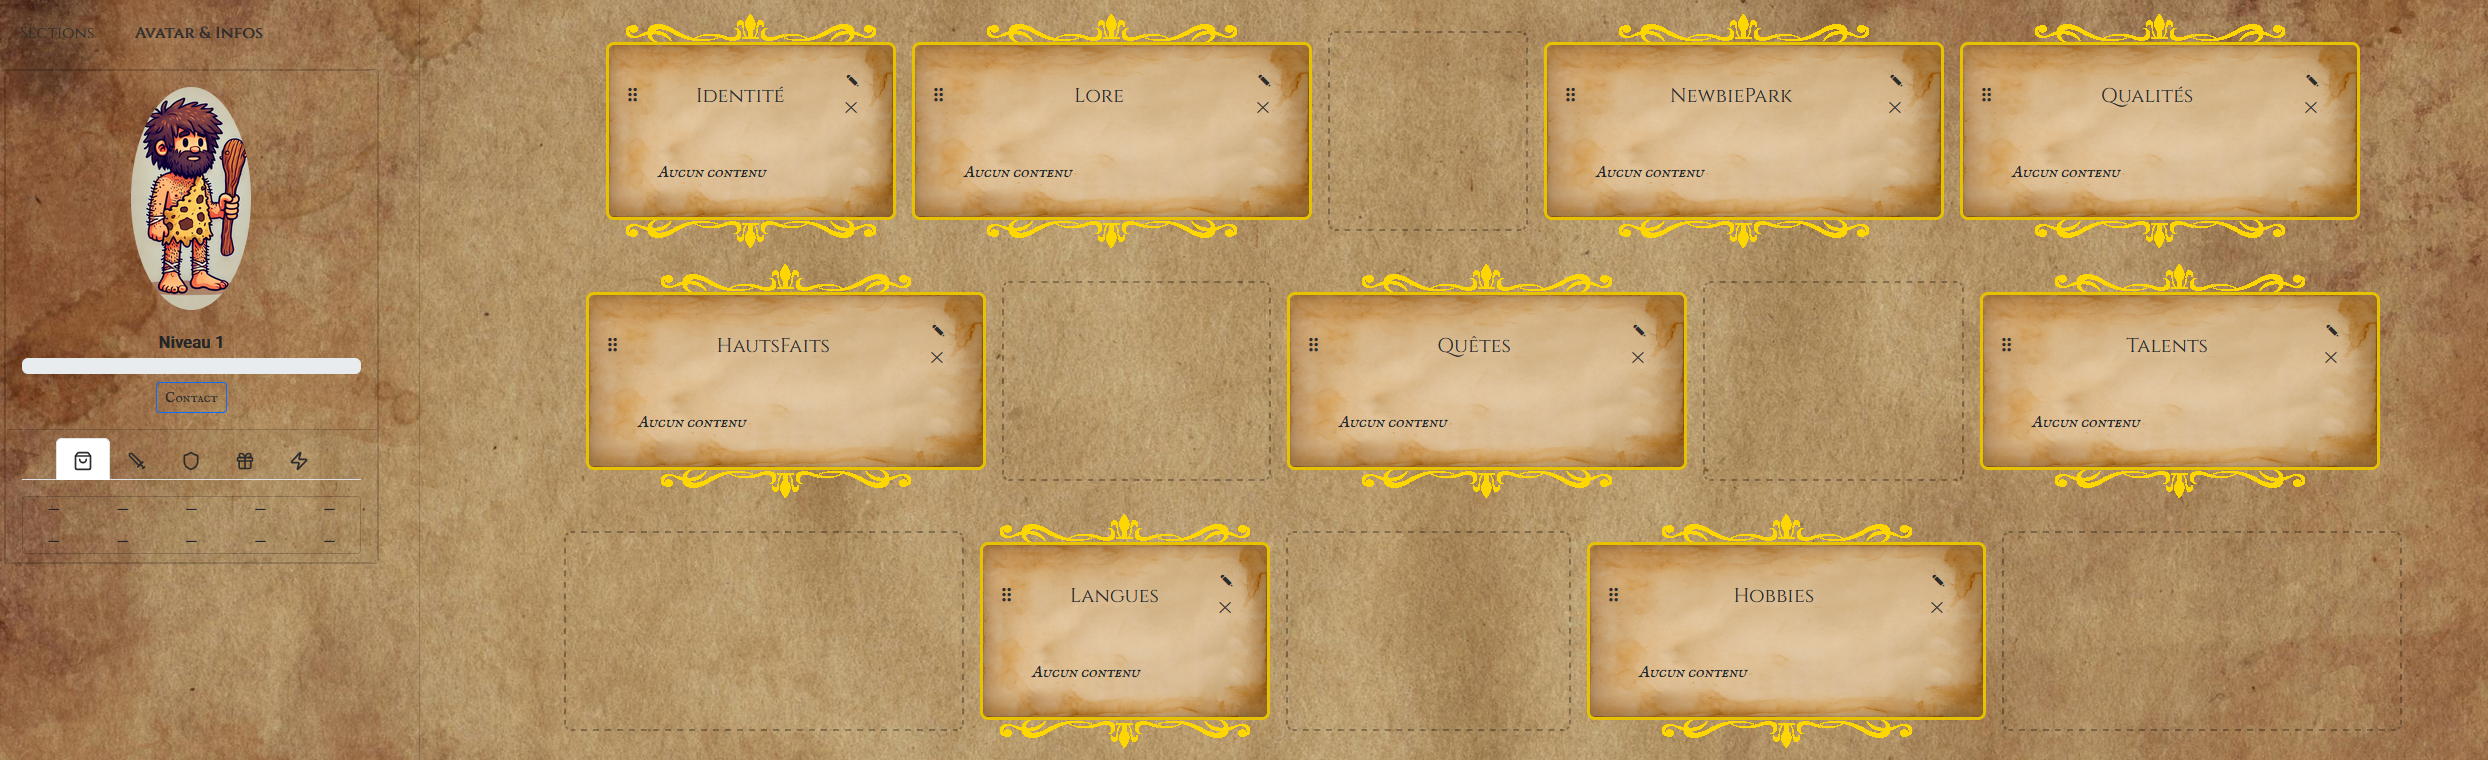 Sections
Avatar & Infos
Niveau 1
Contact
Identité
Aucun contenu
Lore
Aucun contenu
NewbiePark
Aucun contenu
Qualités
Aucun contenu
HautsFaits
Aucun contenu
Quêtes
Aucun contenu
Talents
Aucun contenu
Langues
Aucun contenu
Hobbies
Aucun contenu